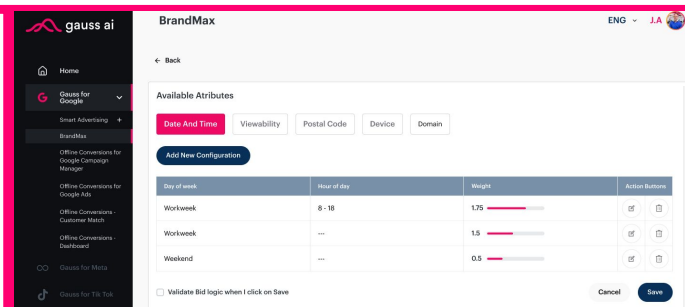 gauss ai
BrandMax
ENG
J.A
Home
Gauss for
Google
Smart Advertising +
BrandMax
Offline Conversions for
Google Campaign
Manager
Offline Conversions for
Google Ads
Offline Conversions -
Customer Match
Offline Conversions -
Dashboard
Gauss for Meta
Gauss for Tik Tok
← Back
Available Atributes
Date And Time
Viewability
Postal Code
Device
Domain
Add New Configuration
Day of week Hour of day Weight Action Buttons
Workweek 8 - 18 1.75
Workweek --- 1.5
Weekend --- 0.5
Validate Bid logic when I click on Save
Cancel
Save